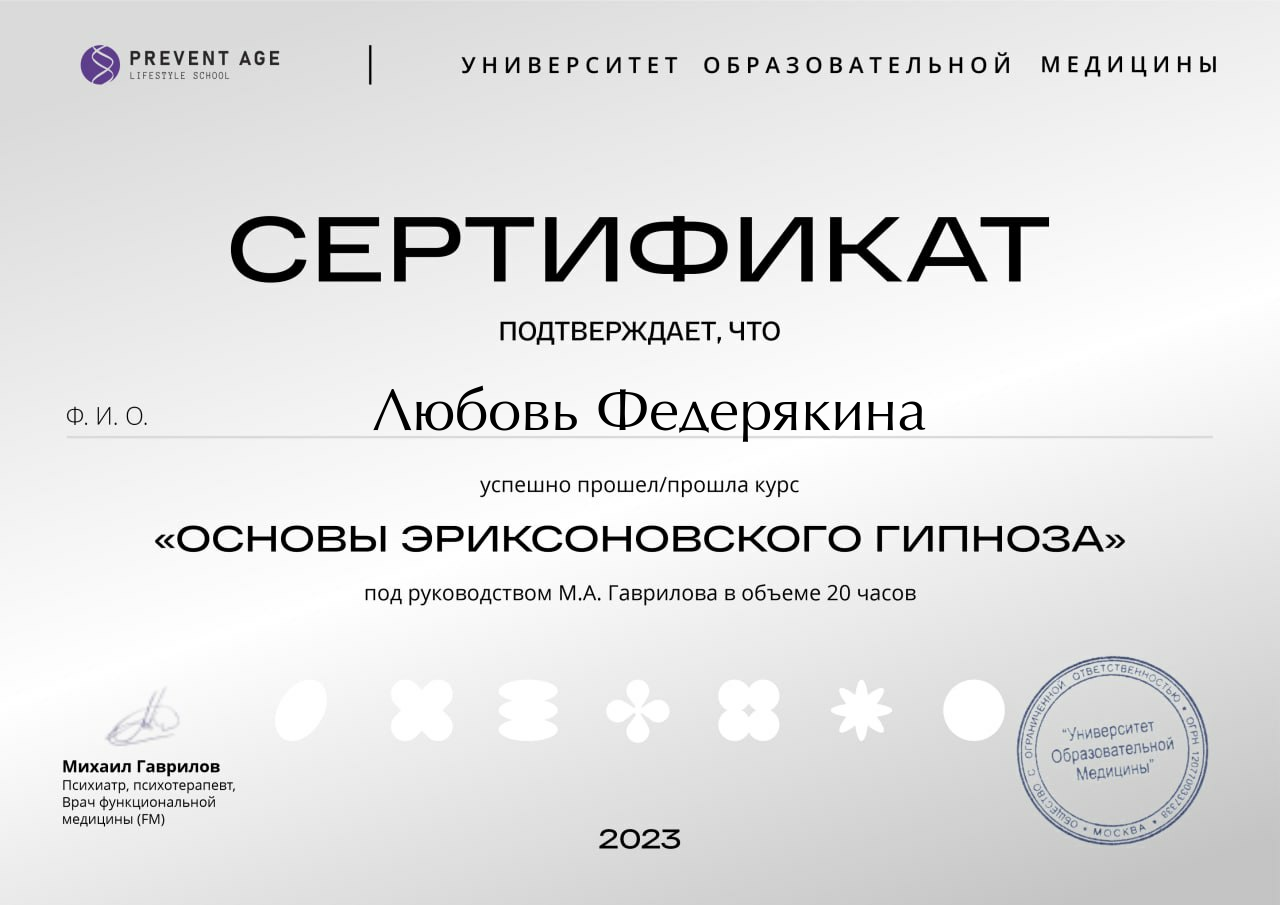 PREVENT AGE
LIFESTYLE SCHOOL
УНИВЕРСИТЕТ ОБРАЗОВАТЕЛЬНОЙ МЕДИЦИНЫ
СЕРТИФИКАТ
ПОДТВЕРЖДАЕТ, ЧТО
Ф. И. О.
Любовь Федерякина
успешно прошел/прошла курс
«ОСНОВЫ ЭРИКСОНОВСКОГО ГИПНОЗА»
под руководством М.А. Гаврилова в объеме 20 часов
Михаил Гаврилов
Психиатр, психотерапевт,
Врач функциональной
медицины (FM)
2023
ОБЩЕСТВО С ОГРАНИЧЕННОЙ ОТВЕТСТВЕННОСТЬЮ • ОГРН 1207700337338 • МОСКВА •
"Университет
Образовательной
Медицины"